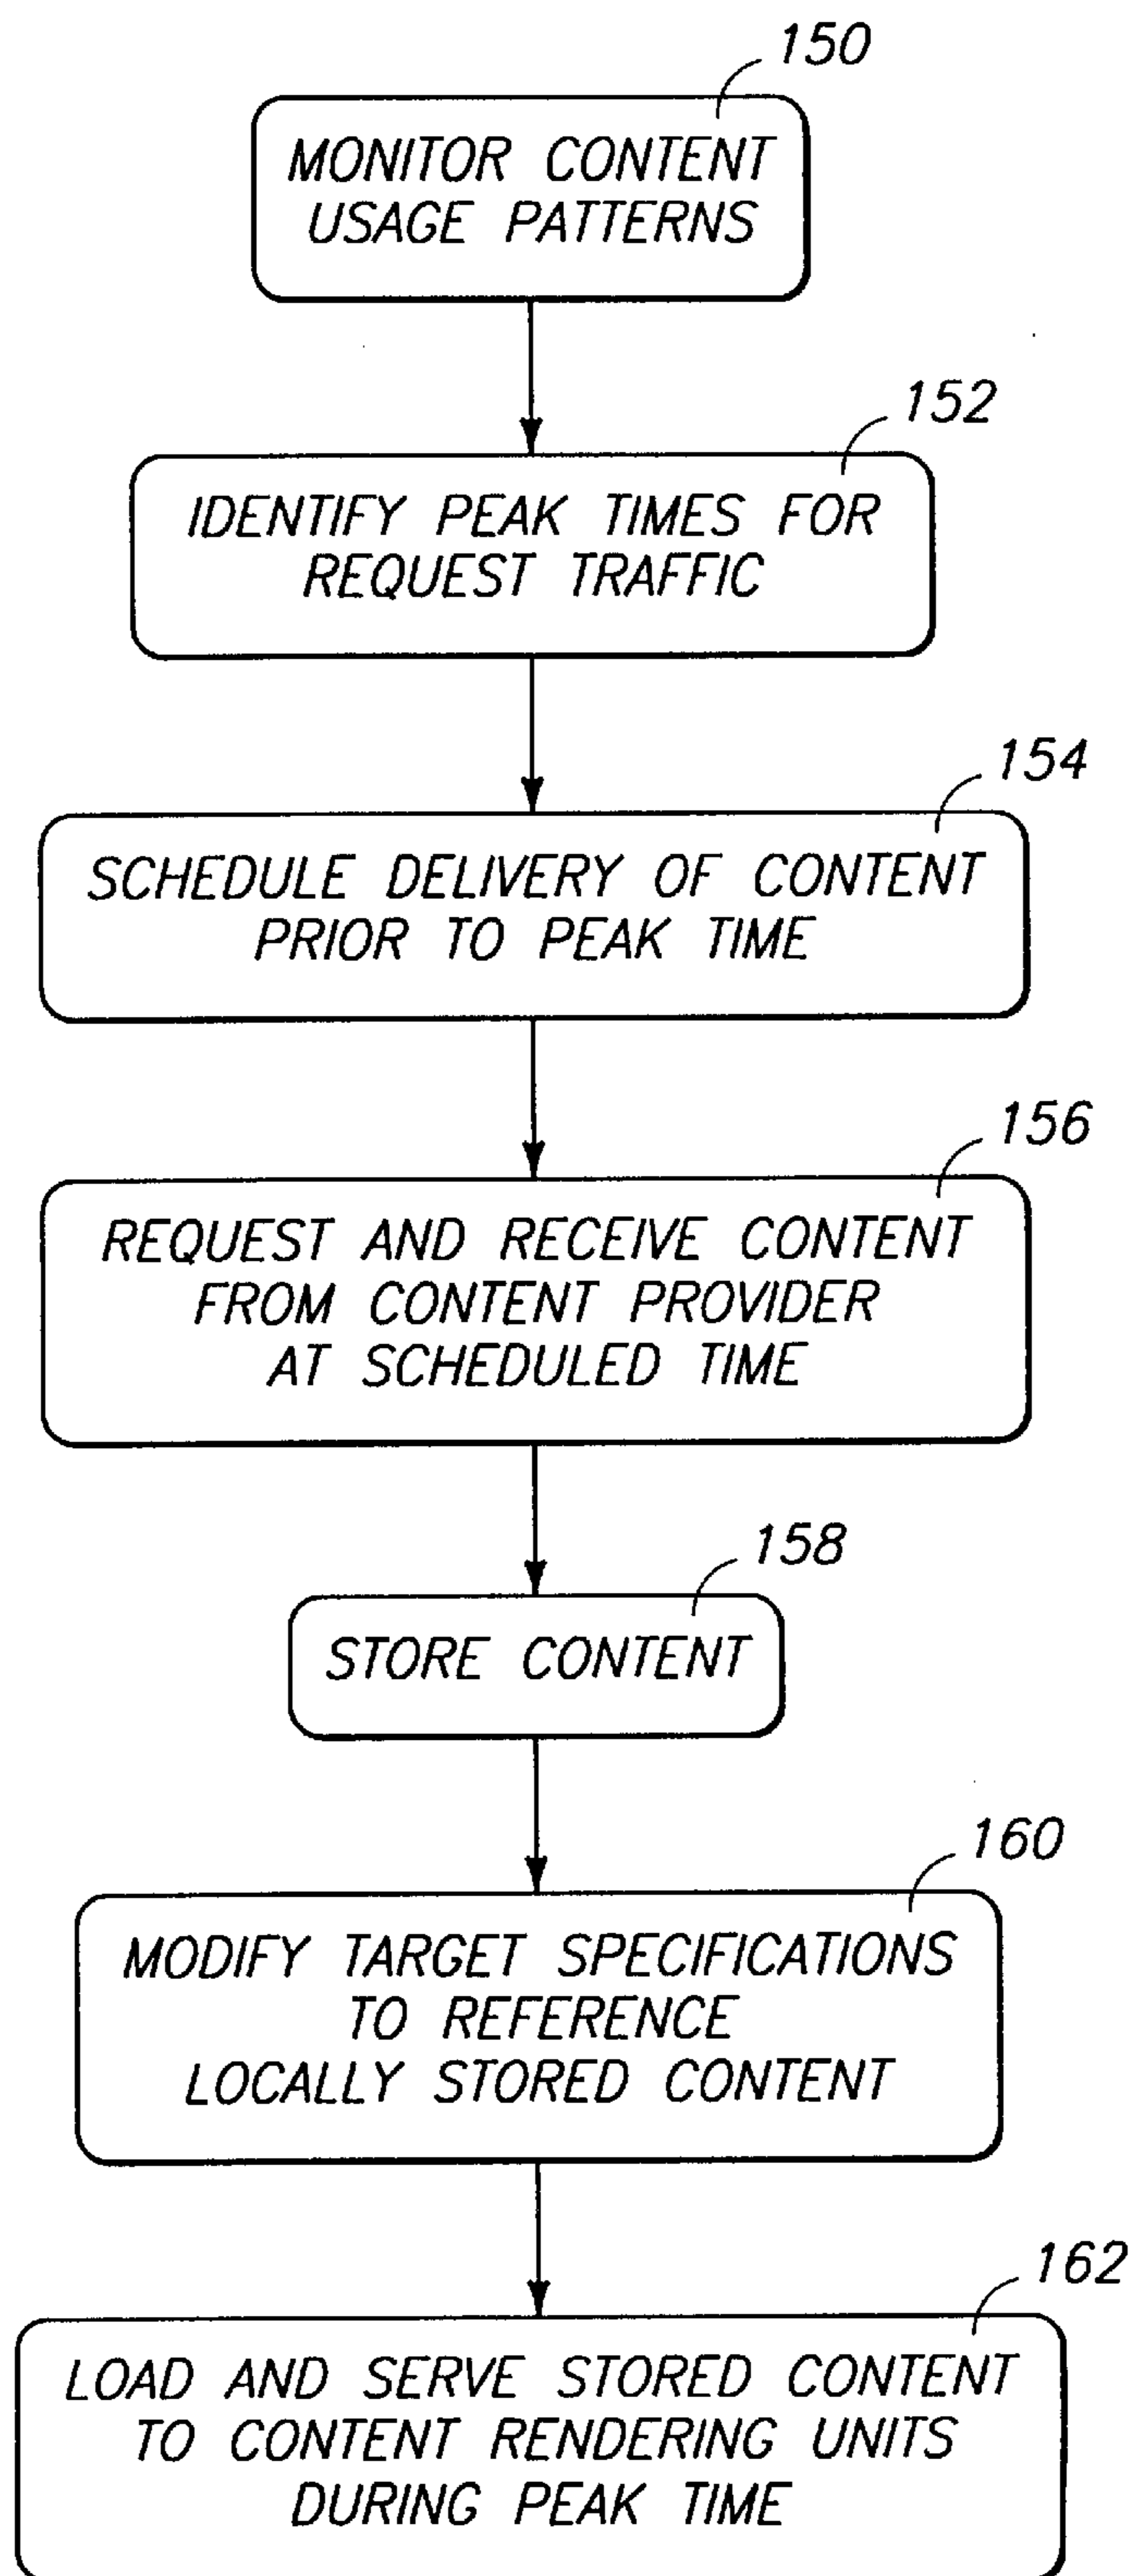 150
MONITOR CONTENT
USAGE PATTERNS
152
IDENTIFY PEAK TIMES FOR
REQUEST TRAFFIC
154
SCHEDULE DELIVERY OF CONTENT
PRIOR TO PEAK TIME
156
REQUEST AND RECEIVE CONTENT
FROM CONTENT PROVIDER
AT SCHEDULED TIME
158
STORE CONTENT
160
MODIFY TARGET SPECIFICATIONS
TO REFERENCE
LOCALLY STORED CONTENT
162
LOAD AND SERVE STORED CONTENT
TO CONTENT RENDERING UNITS
DURING PEAK TIME